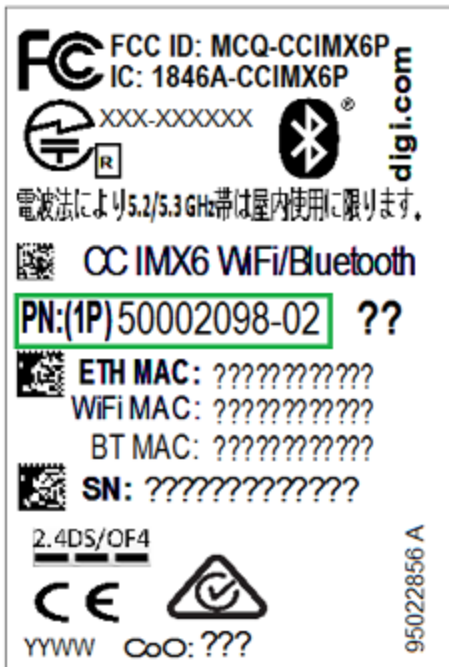 FCC ID: MCQ-CCIMX6P
IC: 1846A-CCIMX6P
XXX-XXXXXX
R
®
digi.com
電波法により5.2/5.3 GHz帯は屋内使用に限ります.
CC IMX6 WiFi/Bluetooth
PN:(1P) 50002098-02 ??
ETH MAC: ????????????
WiFi MAC: ????????????
BT MAC: ????????????
SN: ?????????????
2.4DS/OF4
CE
YYWW CoO: ???
95022856 A